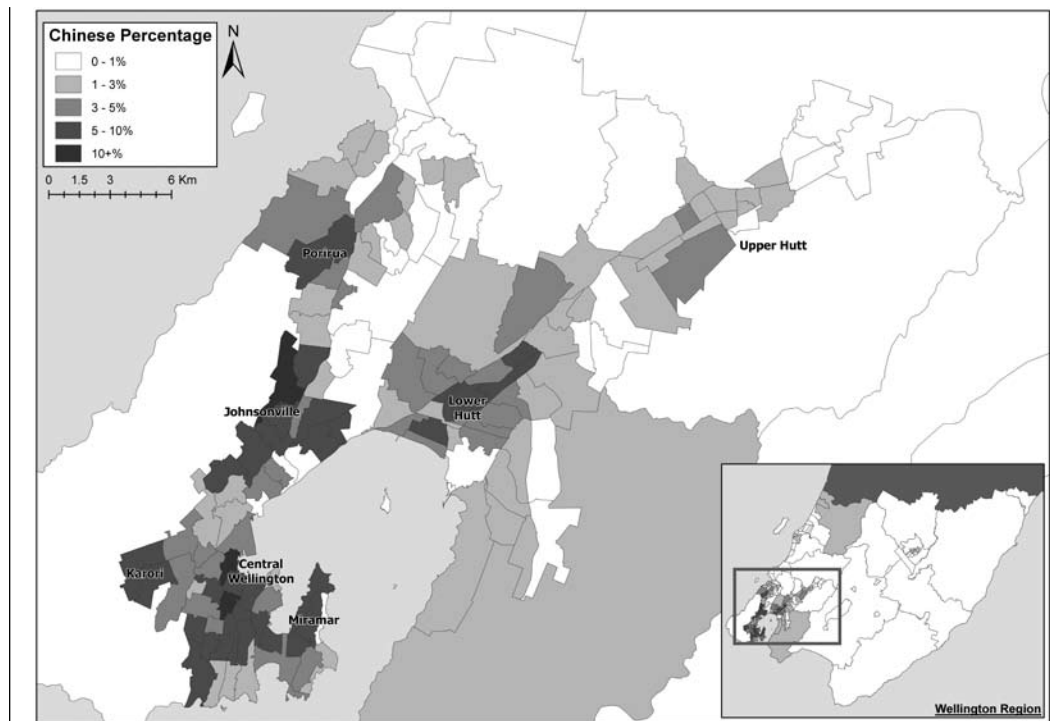 Chinese Percentage
0 - 1%
1 - 3%
3 - 5%
5 - 10%
10+%
N
0 1.5 3 6 Km
Porirua
Upper Hutt
Johnsonville
Lower
Hutt
Karori
Central
Wellington
Miramar
Wellington Region